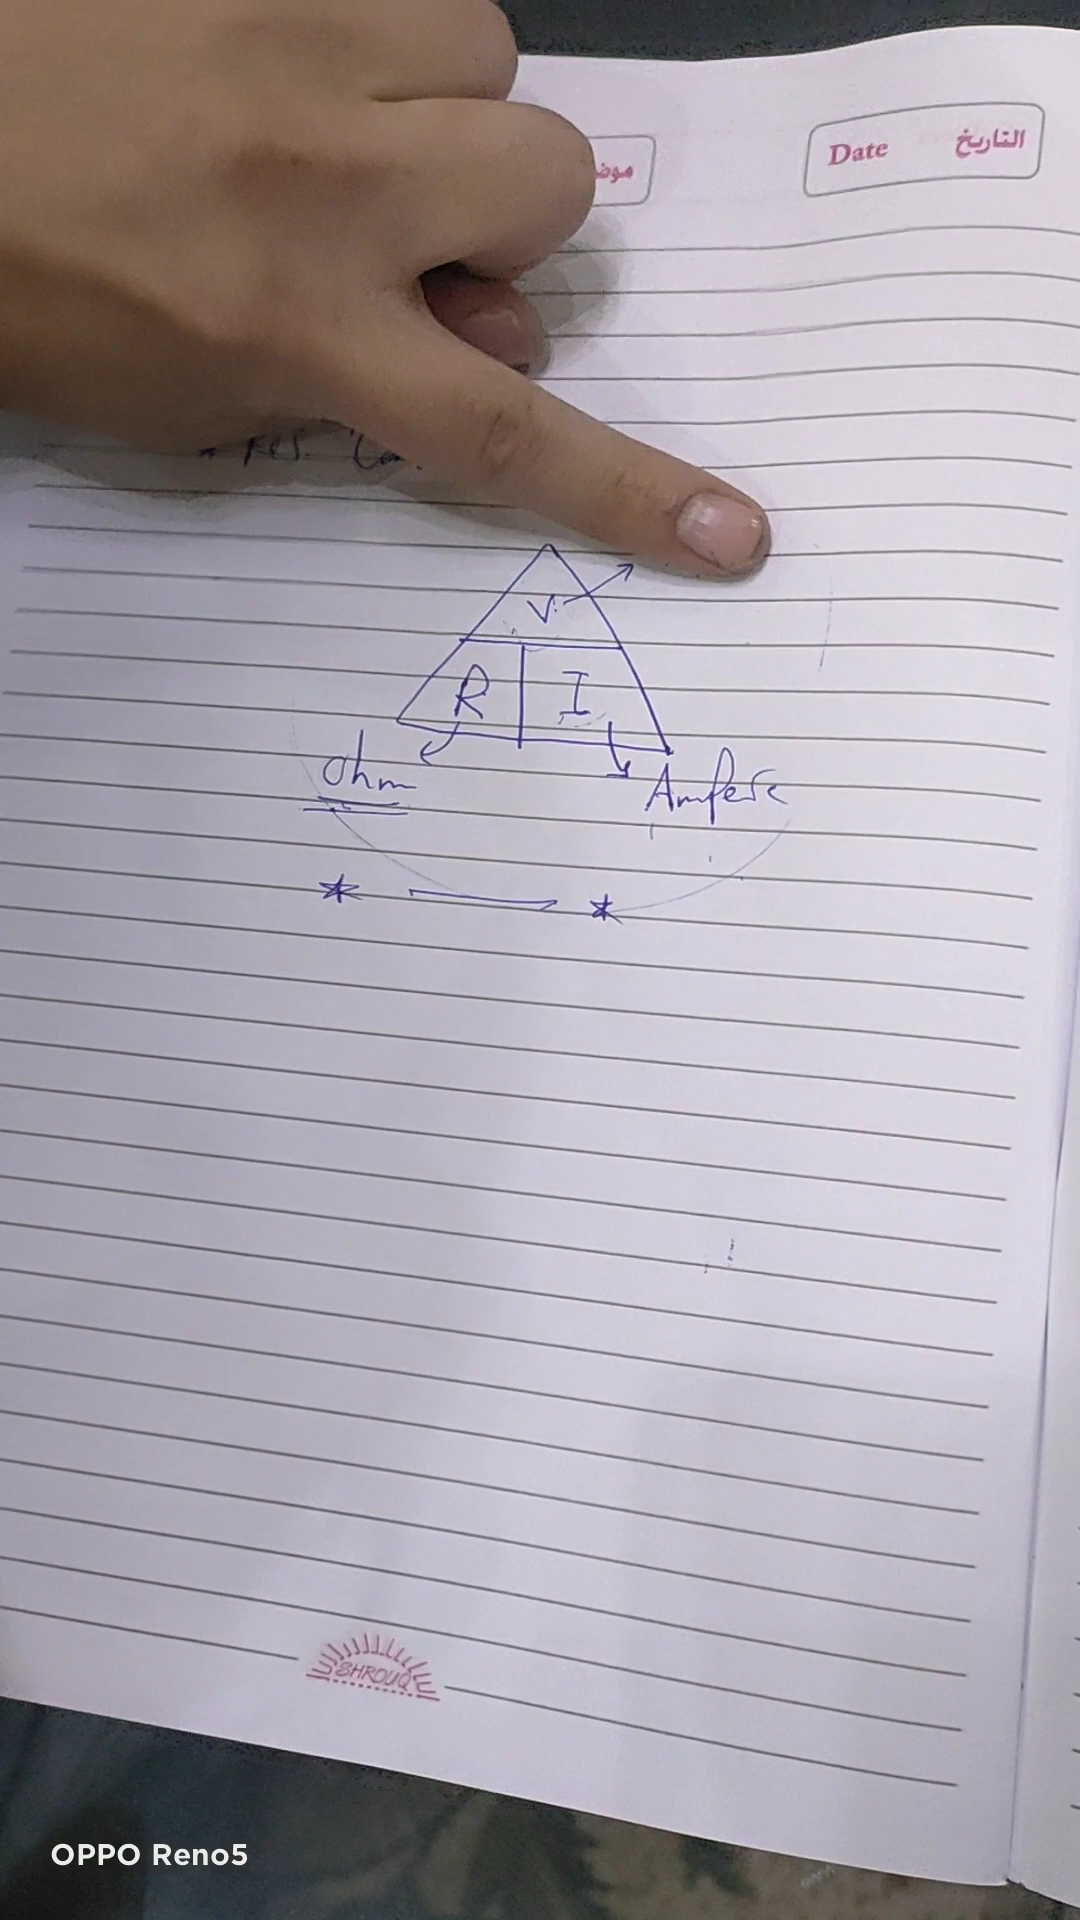 Date التاريخ
V
R I
ohm Ampere
SHROUQ
OPPO Reno5